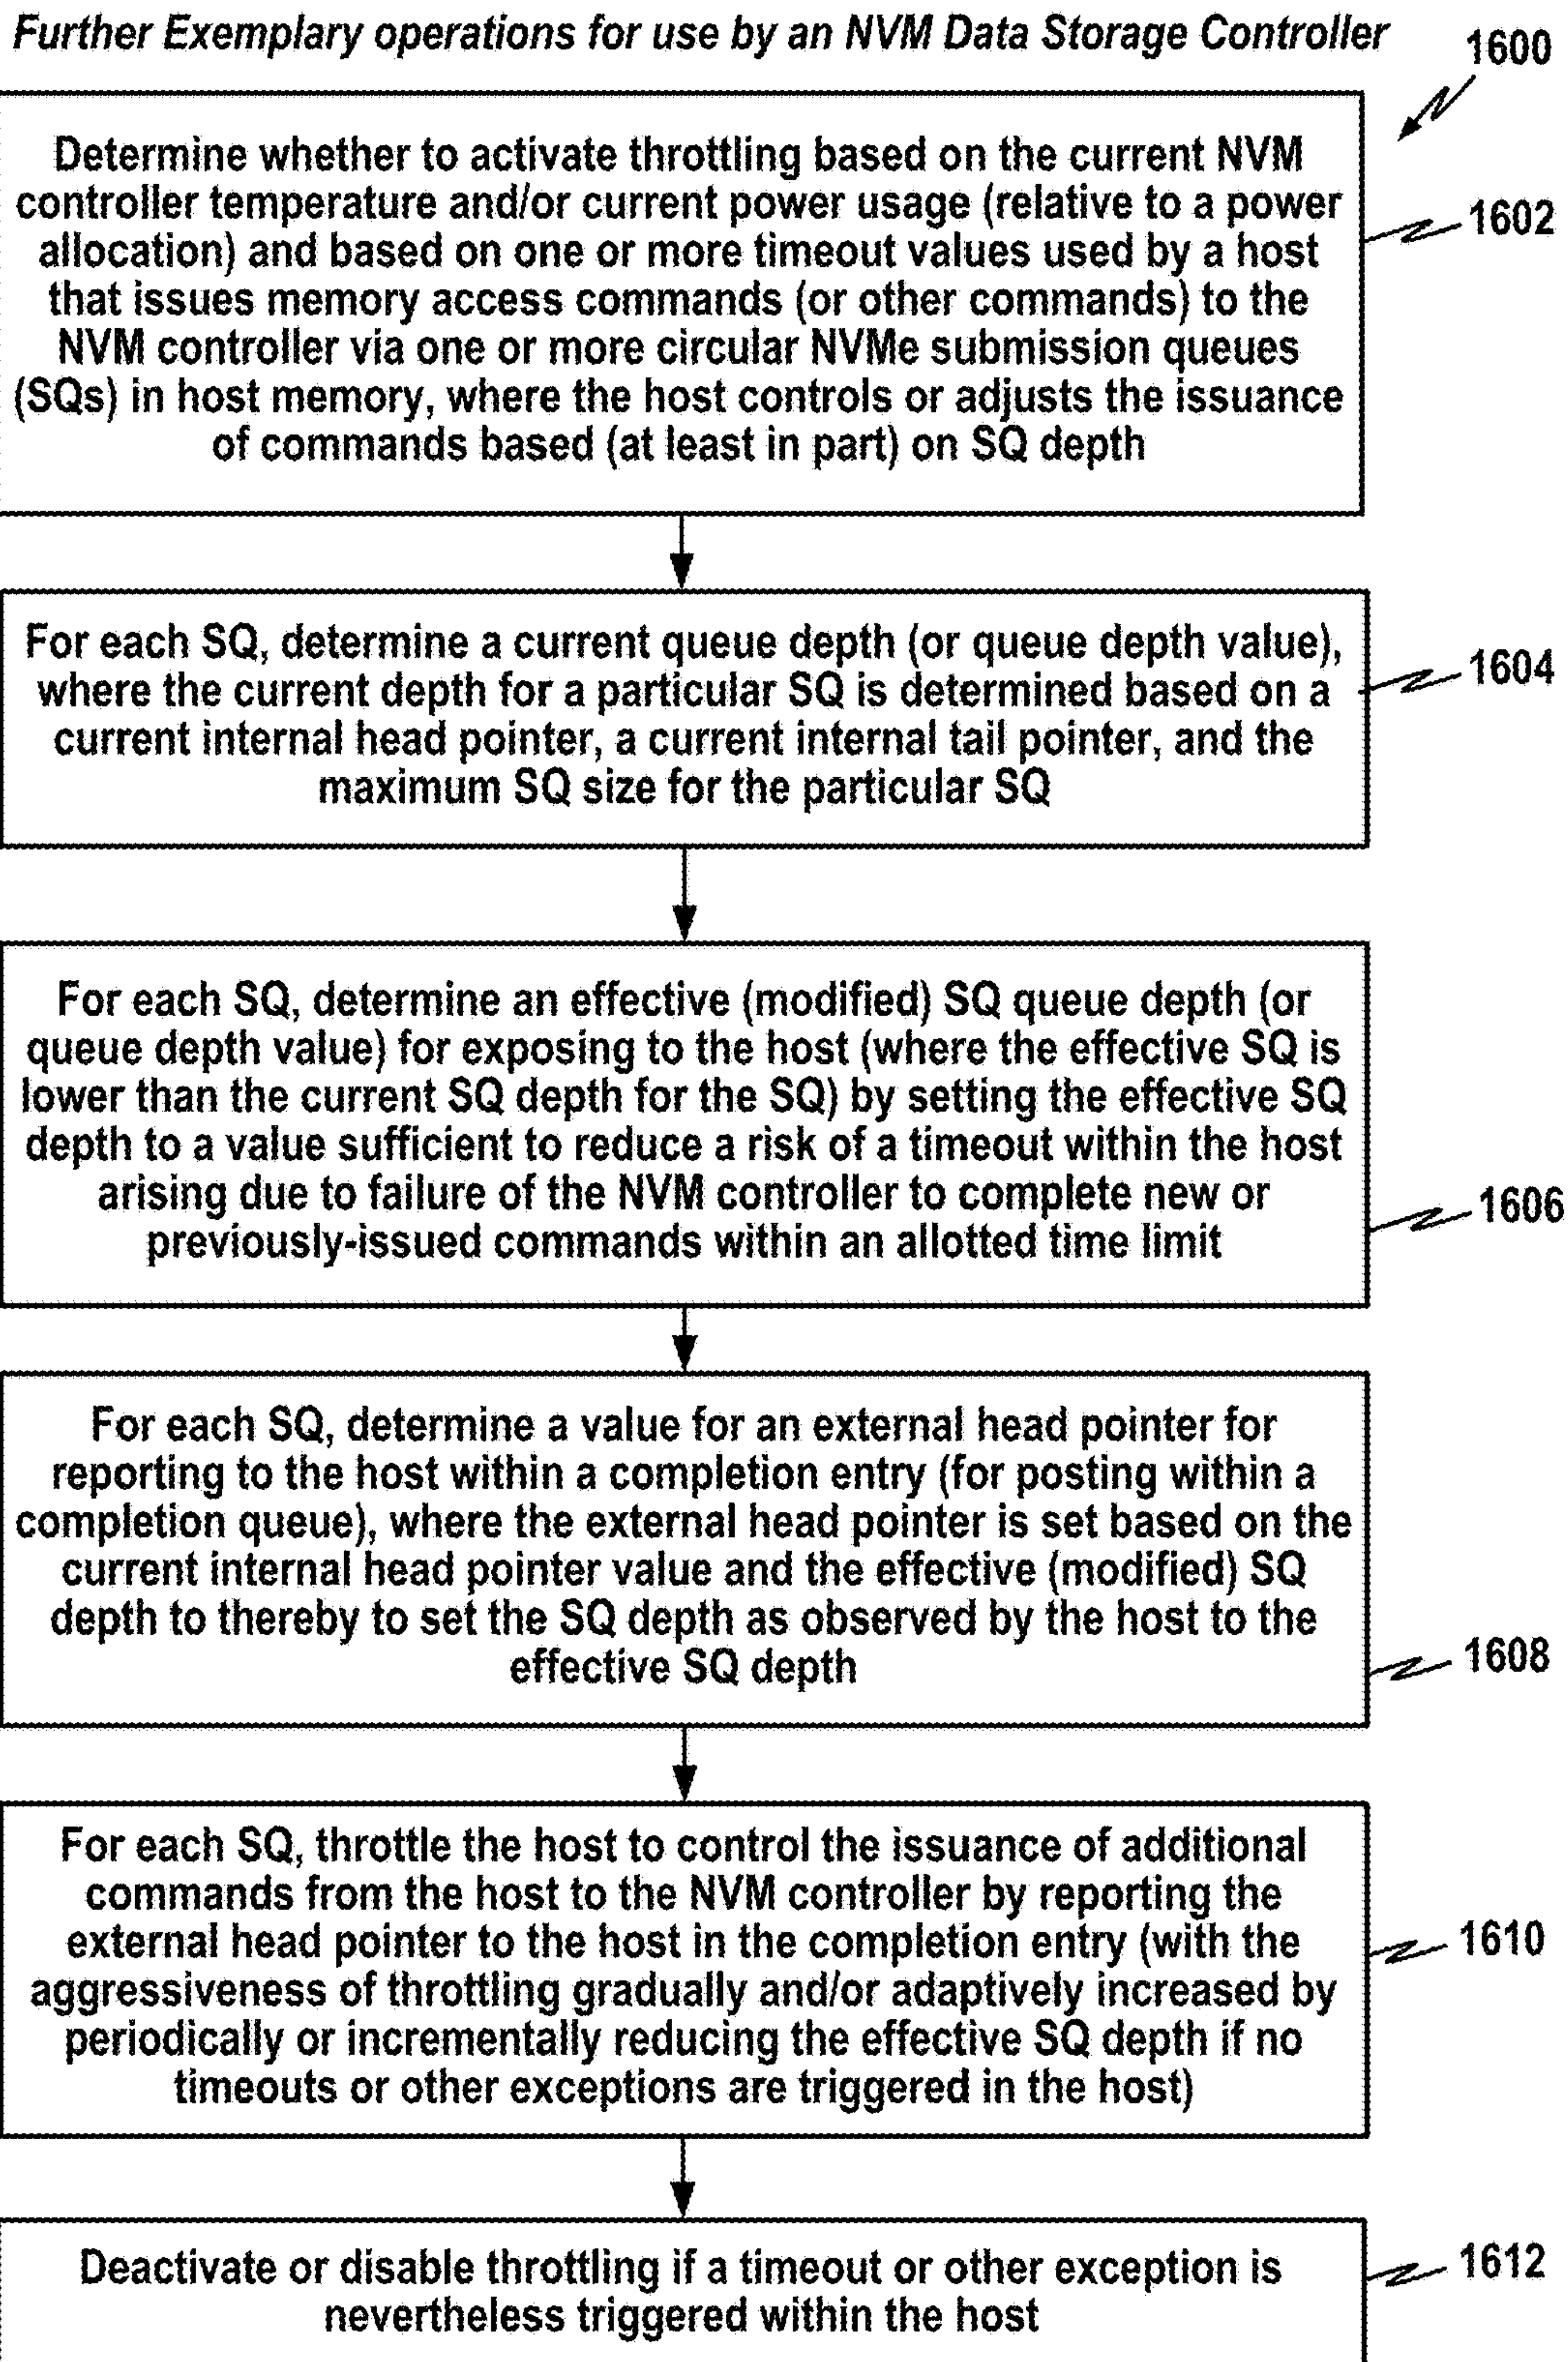 Further Exemplary operations for use by an NVM Data Storage Controller
1600
Determine whether to activate throttling based on the current NVM
controller temperature and/or current power usage (relative to a power
allocation) and based on one or more timeout values used by a host
that issues memory access commands (or other commands) to the
NVM controller via one or more circular NVMe submission queues
(SQs) in host memory, where the host controls or adjusts the issuance
of commands based (at least in part) on SQ depth
1602
For each SQ, determine a current queue depth (or queue depth value),
where the current depth for a particular SQ is determined based on a
current internal head pointer, a current internal tail pointer, and the
maximum SQ size for the particular SQ
1604
For each SQ, determine an effective (modified) SQ queue depth (or
queue depth value) for exposing to the host (where the effective SQ is
lower than the current SQ depth for the SQ) by setting the effective SQ
depth to a value sufficient to reduce a risk of a timeout within the host
arising due to failure of the NVM controller to complete new or
previously-issued commands within an allotted time limit
1606
For each SQ, determine a value for an external head pointer for
reporting to the host within a completion entry (for posting within a
completion queue), where the external head pointer is set based on the
current internal head pointer value and the effective (modified) SQ
depth to thereby to set the SQ depth as observed by the host to the
effective SQ depth
1608
For each SQ, throttle the host to control the issuance of additional
commands from the host to the NVM controller by reporting the
external head pointer to the host in the completion entry (with the
aggressiveness of throttling gradually and/or adaptively increased by
periodically or incrementally reducing the effective SQ depth if no
timeouts or other exceptions are triggered in the host)
1610
Deactivate or disable throttling if a timeout or other exception is
nevertheless triggered within the host
1612